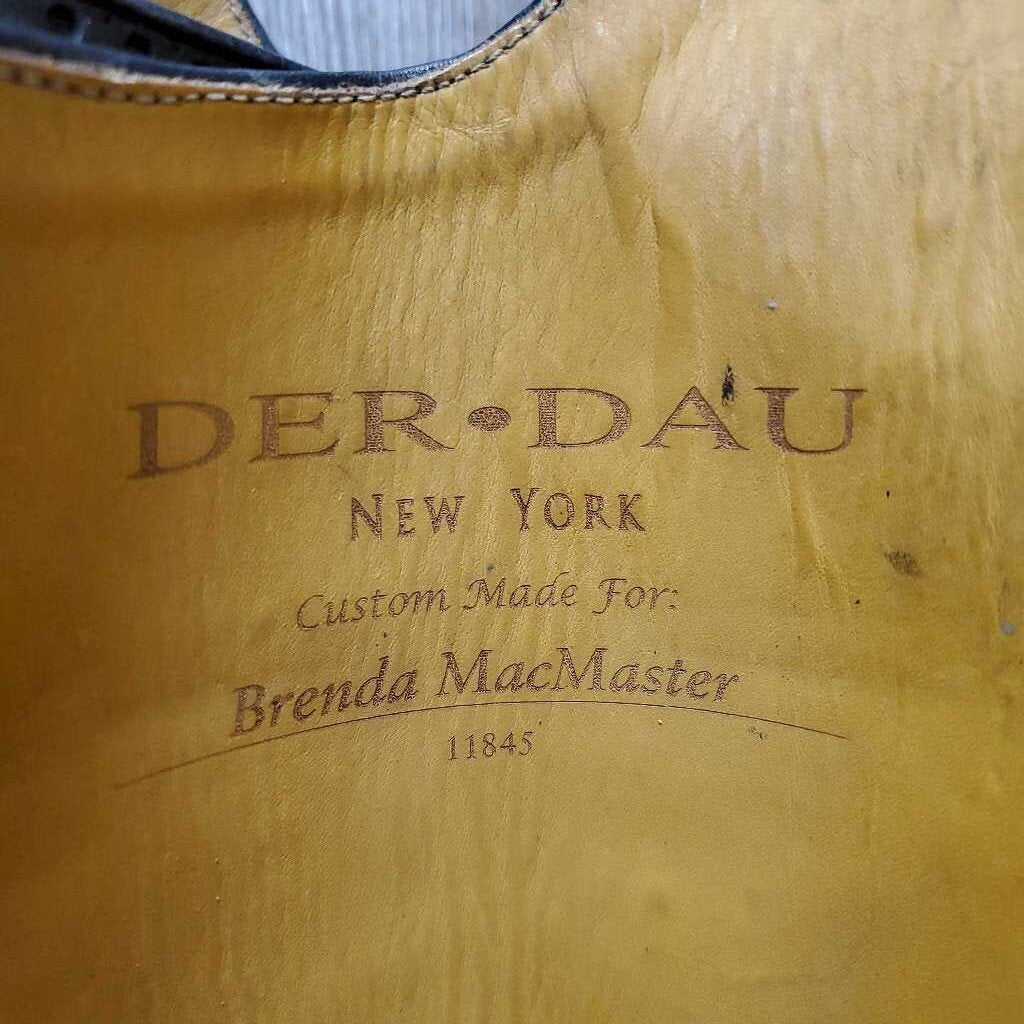 DER•DAU
NEW YORK
Custom Made For:
Brenda MacMaster
11845